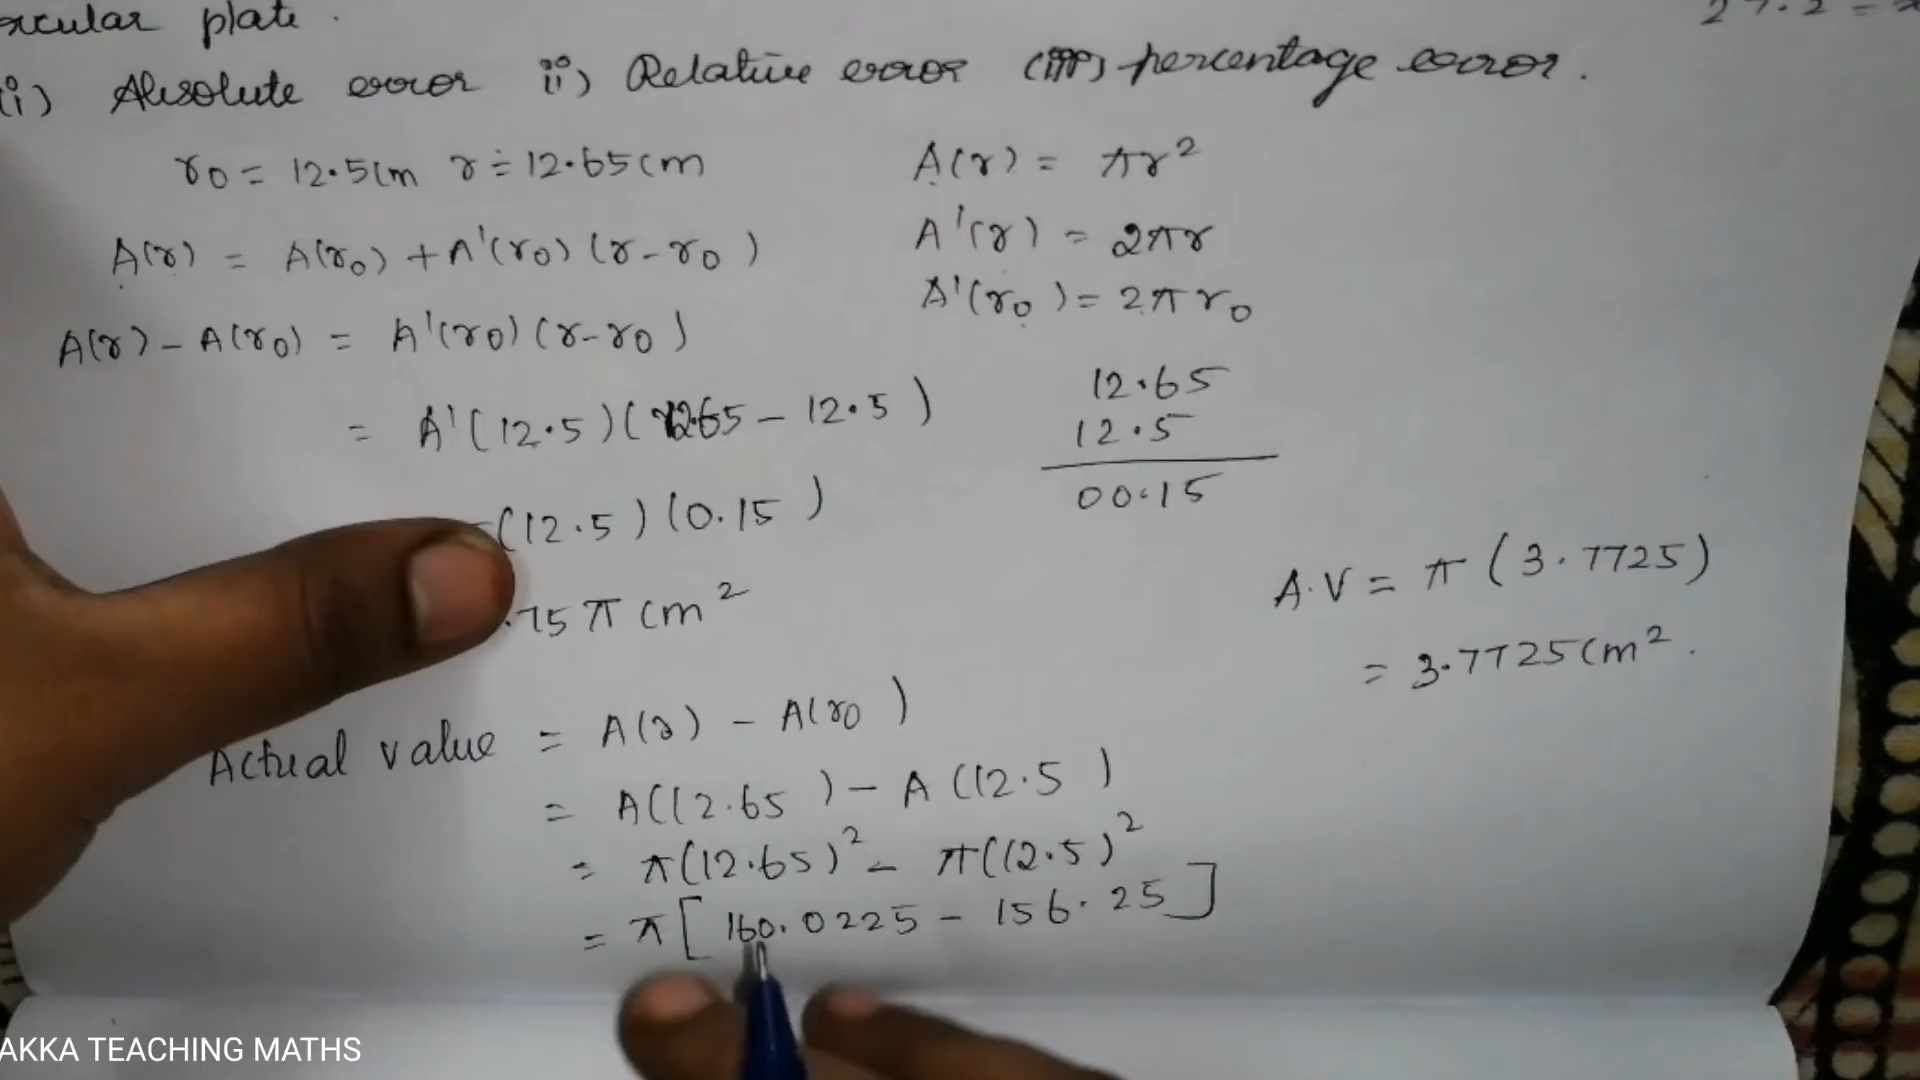 plate.
(i) Absolute error ii) Relative error (iii) percentage error.
r0 = 12.5cm r = 12.65cm
A(r) = A(r0) + A'(r0) (r - r0)
A(r) - A(r0) = A'(r0) (r - r0)
= A'(12.5)(12.65 - 12.5)
(12.5)(0.15)
.75π cm²
Actual value = A(r) - A(r0)
= A(12.65) - A(12.5)
= π(12.65)² - π(12.5)²
= π[160.0225 - 156.25]
A(r) = πr²
A'(r) = 2πr
A'(r0) = 2πr0
12.65
12.5
00.15
A.V = π(3.7725)
= 3.7725cm².
AKKA TEACHING MATHS